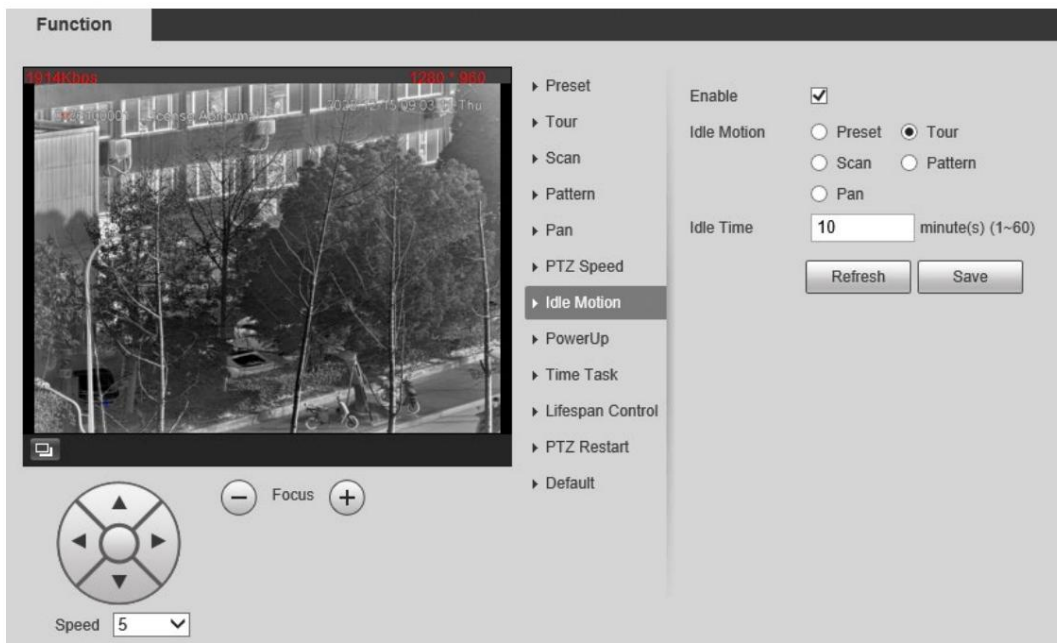 Function
1914Kbps
1280 * 960
Thu
Preset
Tour
Scan
Pattern
Pan
PTZ Speed
Idle Motion
PowerUp
Time Task
Lifespan Control
PTZ Restart
Default
Enable
Idle Motion
Preset
Tour
Scan
Pattern
Pan
Idle Time
10
minute(s) (1~60)
Refresh
Save
Focus
Speed
5